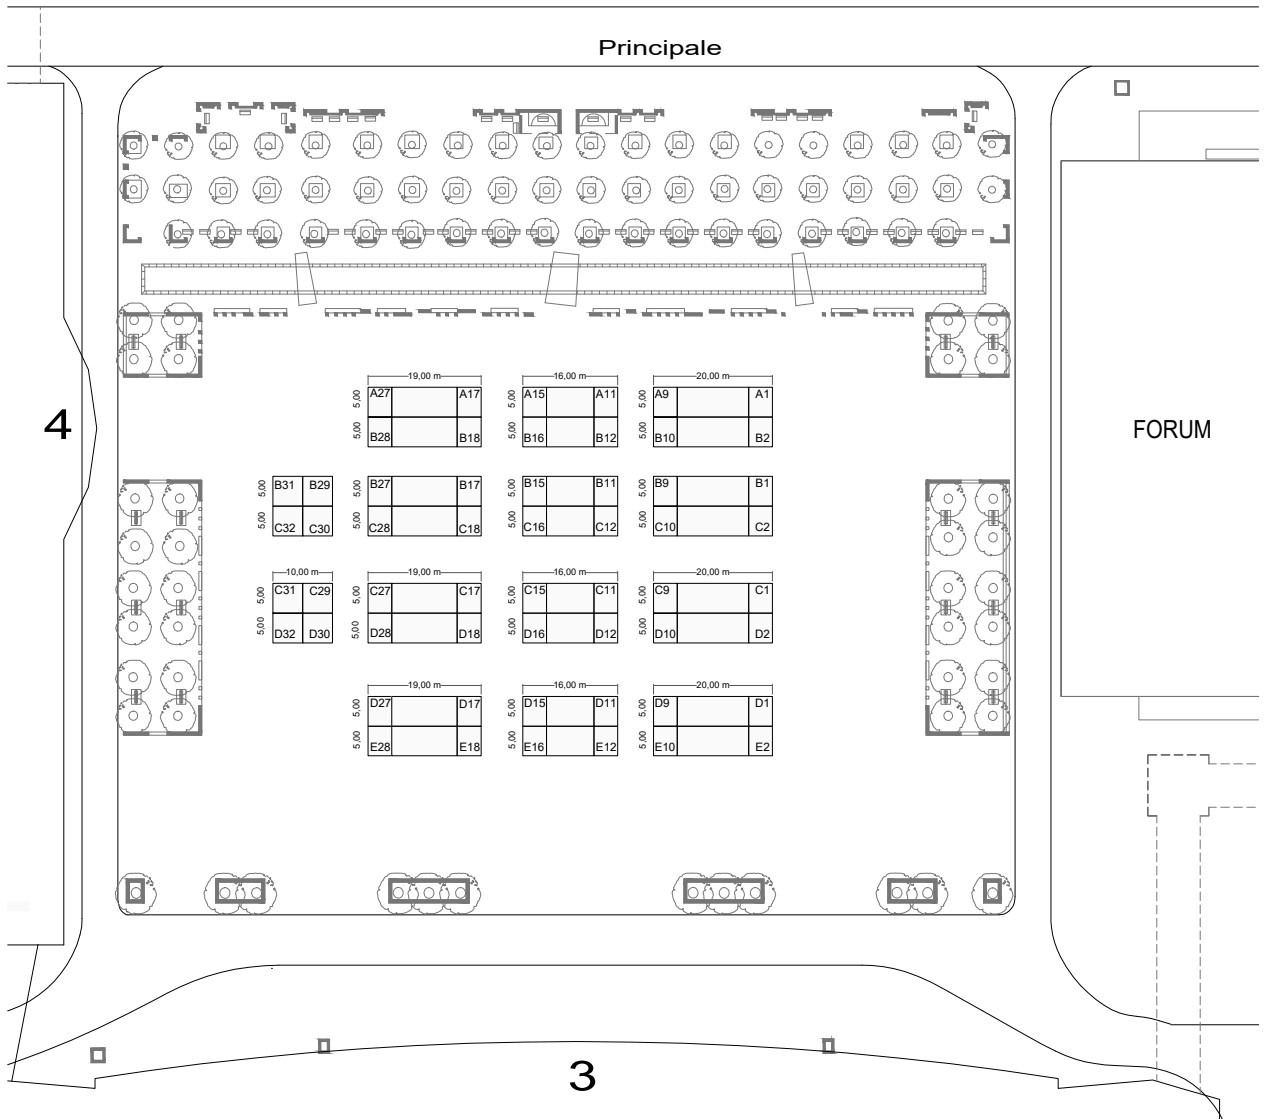 Principale
19,00 m 16,00 m 20,00 m
5,00 A27 A17 5,00 A15 A11 5,00 A9 A1
5,00 B28 B18 5,00 B16 B12 5,00 B10 B2
4
FORUM
5,00 B31 B29 5,00 B27 B17 5,00 B15 B11 5,00 B9 B1
5,00 C32 C30 5,00 C28 C18 5,00 C16 C12 5,00 C10 C2
10,00 m 19,00 m 16,00 m 20,00 m
5,00 C31 C29 5,00 C27 C17 5,00 C15 C11 5,00 C9 C1
5,00 D32 D30 5,00 D28 D18 5,00 D16 D12 5,00 D10 D2
19,00 m 16,00 m 20,00 m
5,00 D27 D17 5,00 D15 D11 5,00 D9 D1
5,00 E28 E18 5,00 E16 E12 5,00 E10 E2
3